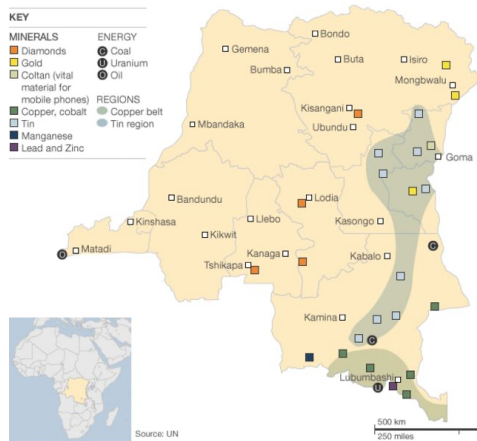 KEY
MINERALS
Diamonds
Gold
Coltan (vital
material for
mobile phones)
Copper, cobalt
Tin
Manganese
Lead and Zinc
ENERGY
C Coal
U Uranium
O Oil
REGIONS
Copper belt
Tin region
Bondo
Gemena
Buta
Isiro
Bumba
Mongbwalu
Kisangani
Mbandaka
Ubundu
Goma
Bandundu
Lodia
Llebo
Kinshasa
Kasongo
Kikwit
O
Matadi
Kanaga
C
Kabalo
Tshikapa
Kamina
C
Lubumbashi
U
500 km
250 miles
Source: UN